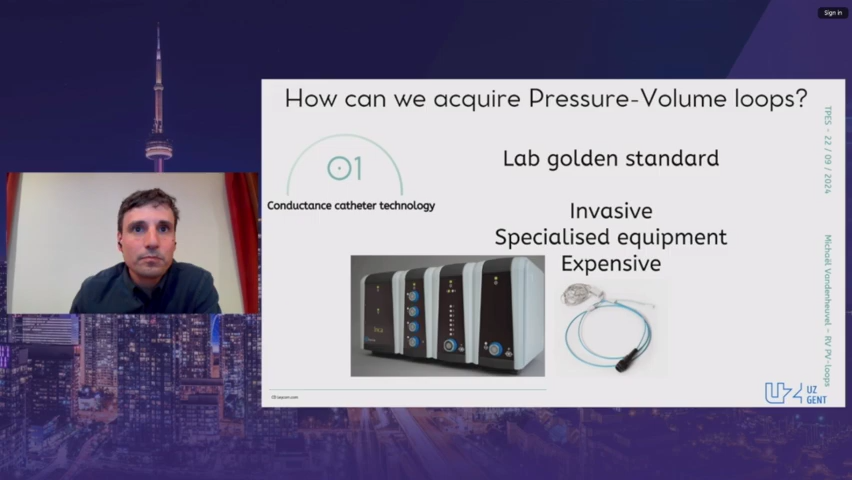 Sign in
How can we acquire Pressure-Volume loops?
01
Conductance catheter technology
Lab golden standard
Invasive
Specialised equipment
Expensive
TPES - 22 / 09 / 2024
Michaël Vandenheuvel - RV PV-loops
UZ
GENT